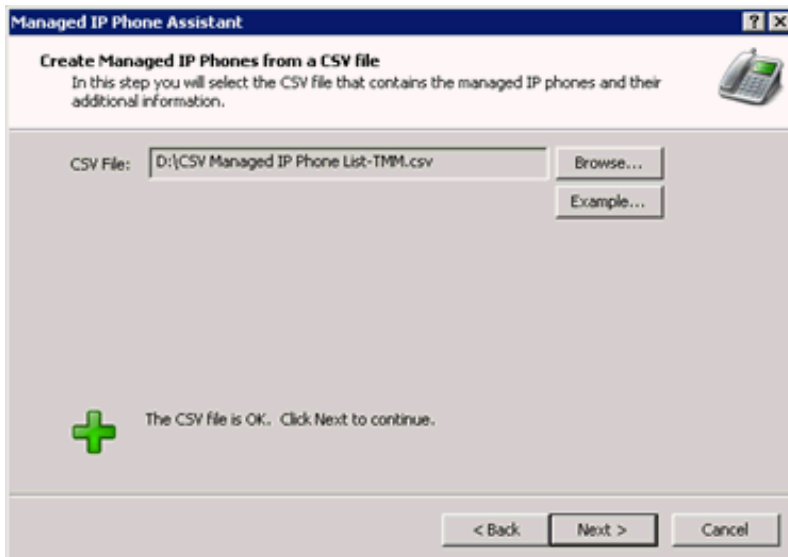 Managed IP Phone Assistant
Create Managed IP Phones from a CSV file
In this step you will select the CSV file that contains the managed IP phones and their
additional information.
CSV File:
D:\CSV Managed IP Phone List-TMM.csv
Browse...
Example...
The CSV file is OK. Click Next to continue.
< Back
Next >
Cancel